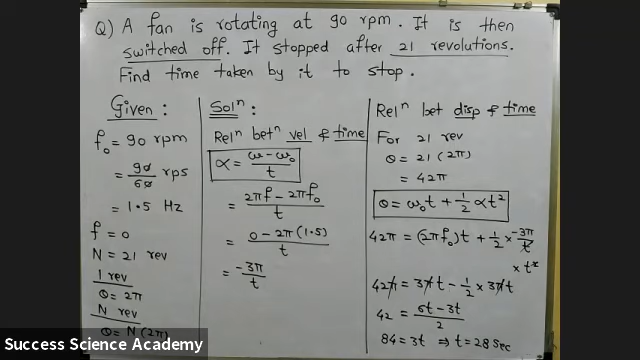 Q) A fan is rotating at 90 rpm. It is then
switched off. It stopped after 21 revolutions.
Find time taken by it to stop.
Given:
f₀ = 90 rpm
= 90/60 rps
= 1.5 Hz
f = 0
N = 21 rev
1 rev
θ = 2π
N rev
θ = N(2π)
Solⁿ:
Relⁿ betⁿ vel & time
α = (ω - ω₀)/t
= (2πf - 2πf₀)/t
= (0 - 2π(1.5))/t
= -3π/t
Relⁿ bet disp & time
For 21 rev
θ = 21(2π)
= 42π
θ = ω₀t + 1/2 αt²
42π = (2πf₀)t + 1/2 × -3π/t
× t²
42π = 3πt - 1/2 × 3πt
42 = (6t - 3t)/2
84 = 3t ⇒ t = 28 sec
Success Science Academy